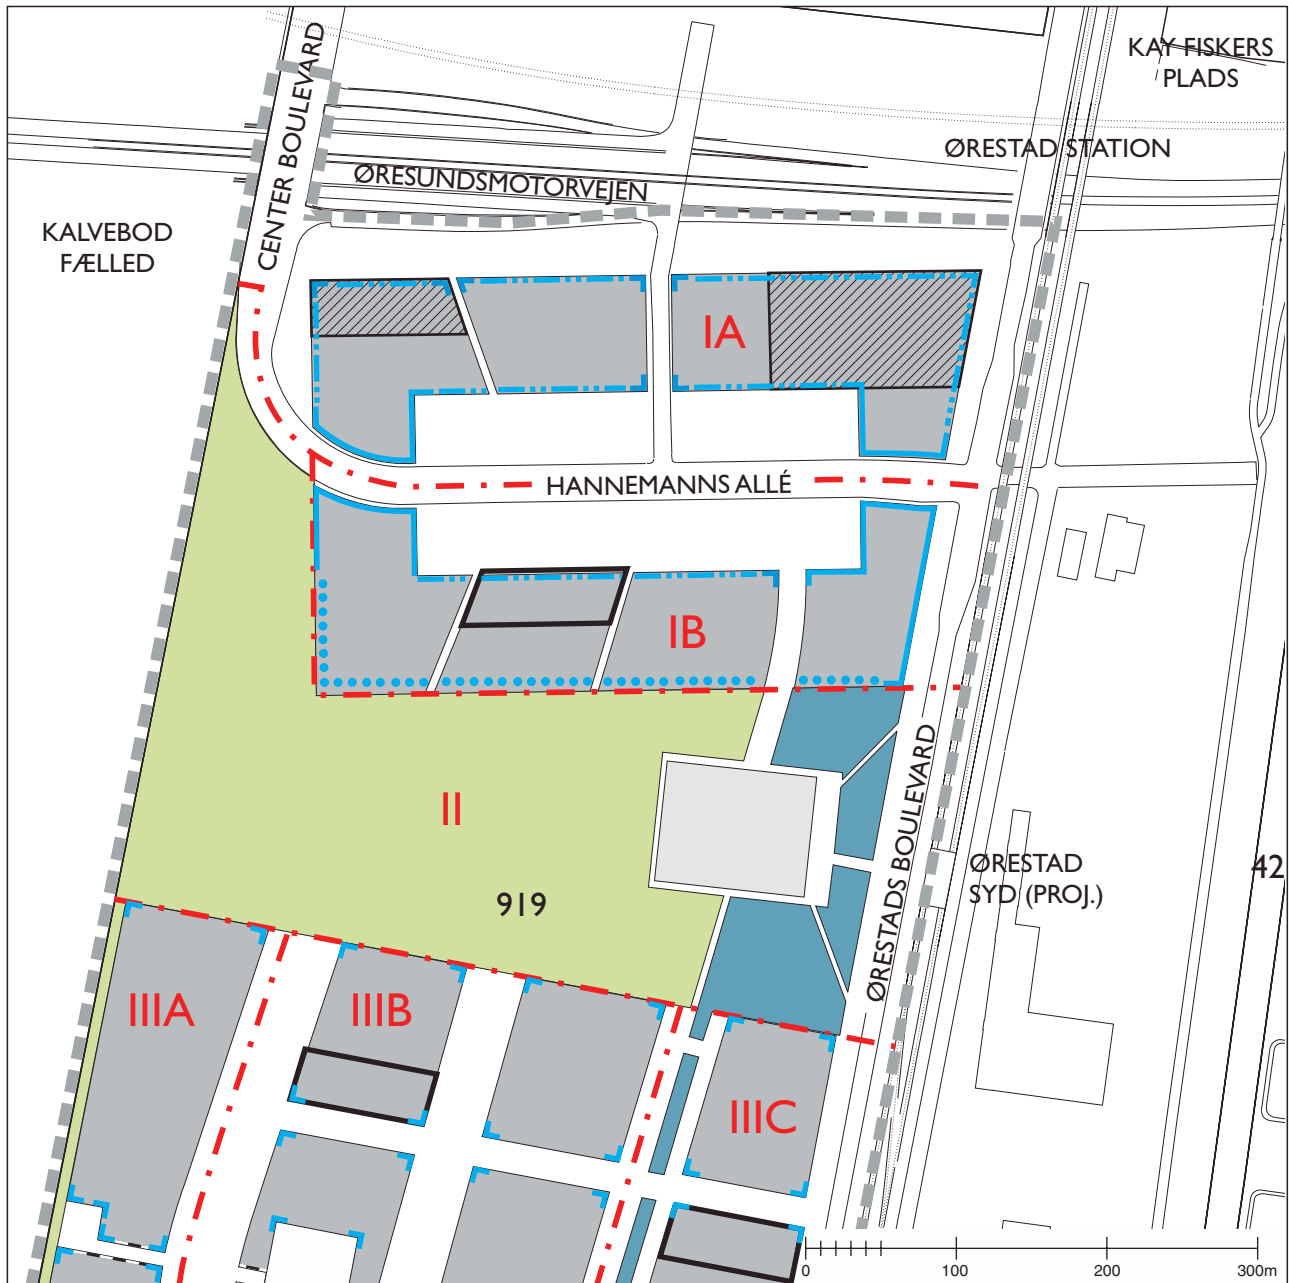 CENTER BOULEVARD
KAY FISKERS
PLADS
ØRESTAD STATION
ØRESUNDSMOTORVEJEN
KALVEBOD
FÆLLED
IA
HANNEMANNS ALLÉ
IB
II
ØRESTADS BOULEVARD
ØRESTAD
SYD (PROJ.)
42
919
IIIA
IIIB
IIIC
0 100 200 300m